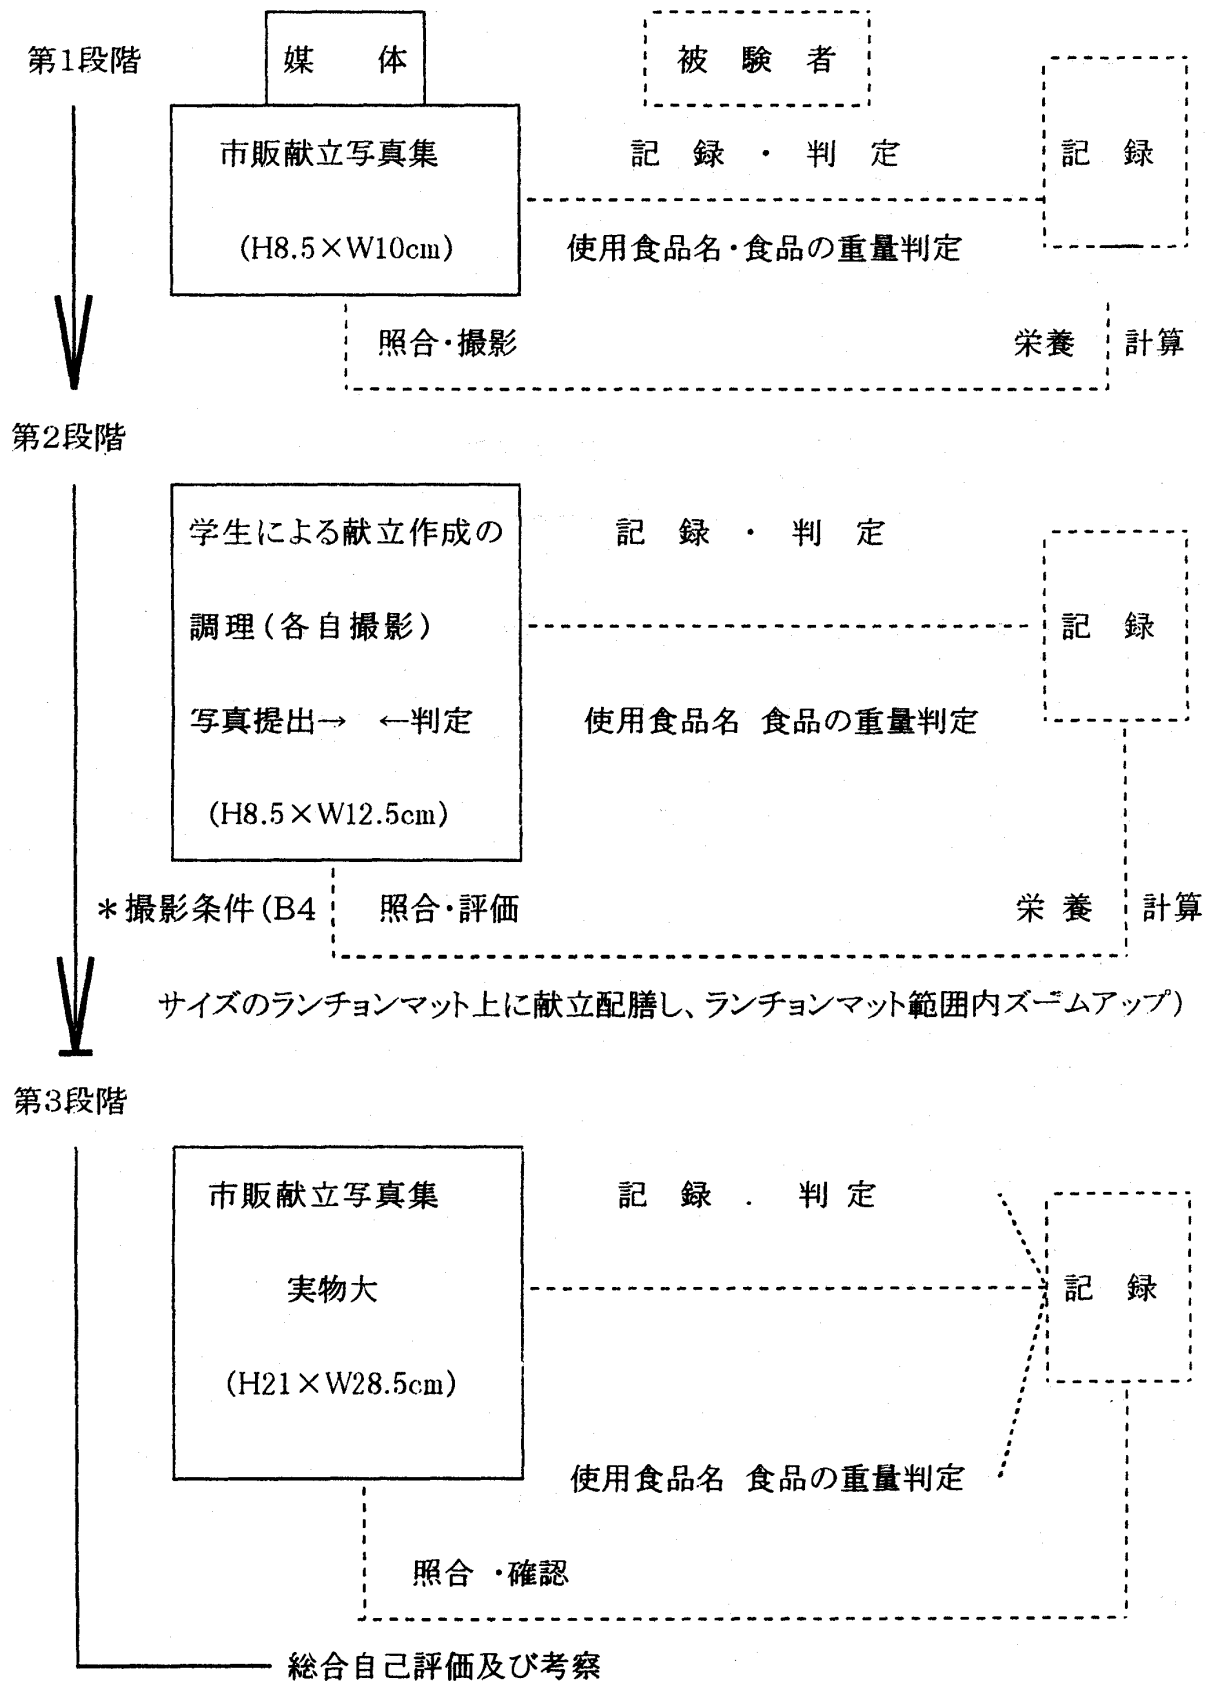 第1段階 媒 体 被 験 者
市販献立写真集 記 録 ・ 判 定 記 録
(H8.5×W10cm) 使用食品名・食品の重量判定
照合・撮影 栄養 計算
第2段階
学生による献立作成の 記 録 ・ 判 定
調理(各自撮影) 記 録
写真提出→ ←判定 使用食品名 食品の重量判定
(H8.5×W12.5cm)
＊撮影条件(B4 照合・評価 栄 養 計算
サイズのランチョンマット上に献立配膳し、ランチョンマット範囲内ズームアップ)
第3段階
市販献立写真集 記 録 . 判 定
実物大 記 録
(H21×W28.5cm)
使用食品名 食品の重量判定
照合 ・確認
総合自己評価及び考察